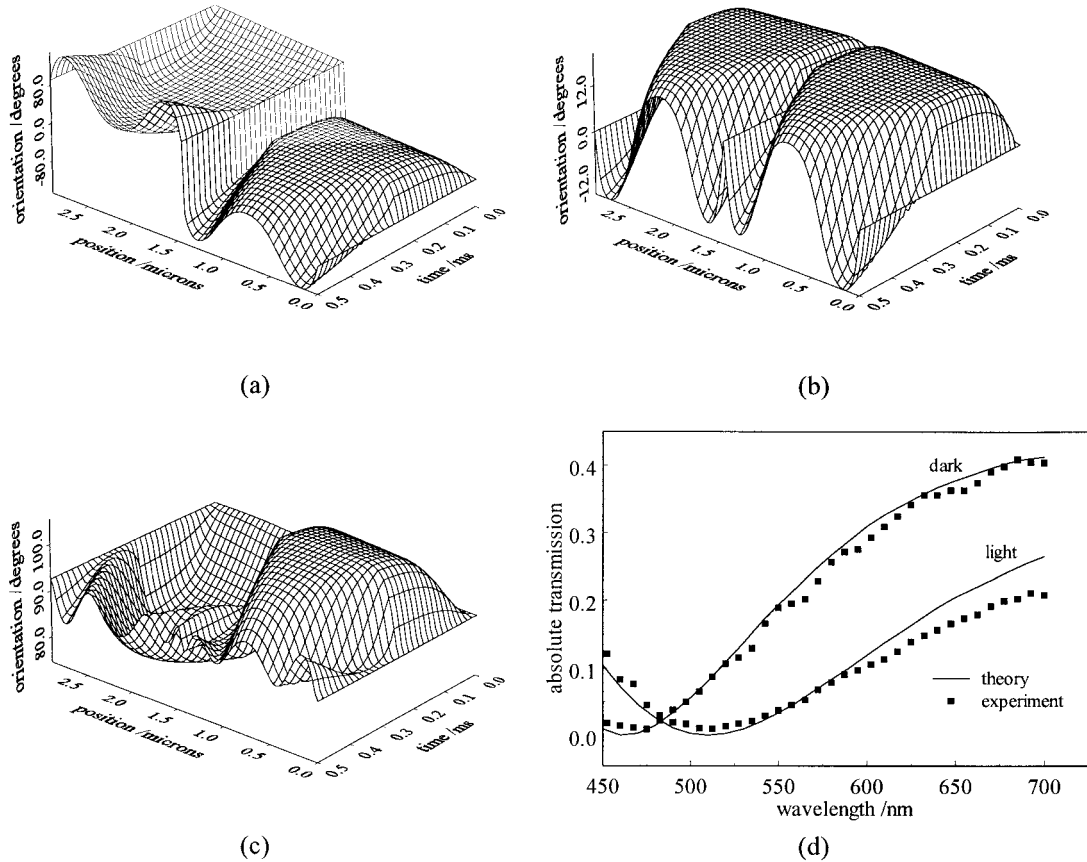 orientation / degrees
80.0
0.0
-80.0
2.5
2.0
1.5
1.0
0.5
0.0
position /microns
0.5
0.4
0.3
0.2
0.1
0.0
time /ms
(a)
orientation / degrees
12.0
0.0
-12.0
2.5
2.0
1.5
1.0
0.5
0.0
position /microns
0.5
0.4
0.3
0.2
0.1
0.0
time /ms
(b)
orientation / degrees
100.0
90.0
80.0
2.5
2.0
1.5
1.0
0.5
0.0
position /microns
0.5
0.4
0.3
0.2
0.1
0.0
time /ms
(c)
absolute transmission
0.4
0.3
0.2
0.1
0.0
dark
light
theory
experiment
450
500
550
600
650
700
wavelength /nm
(d)